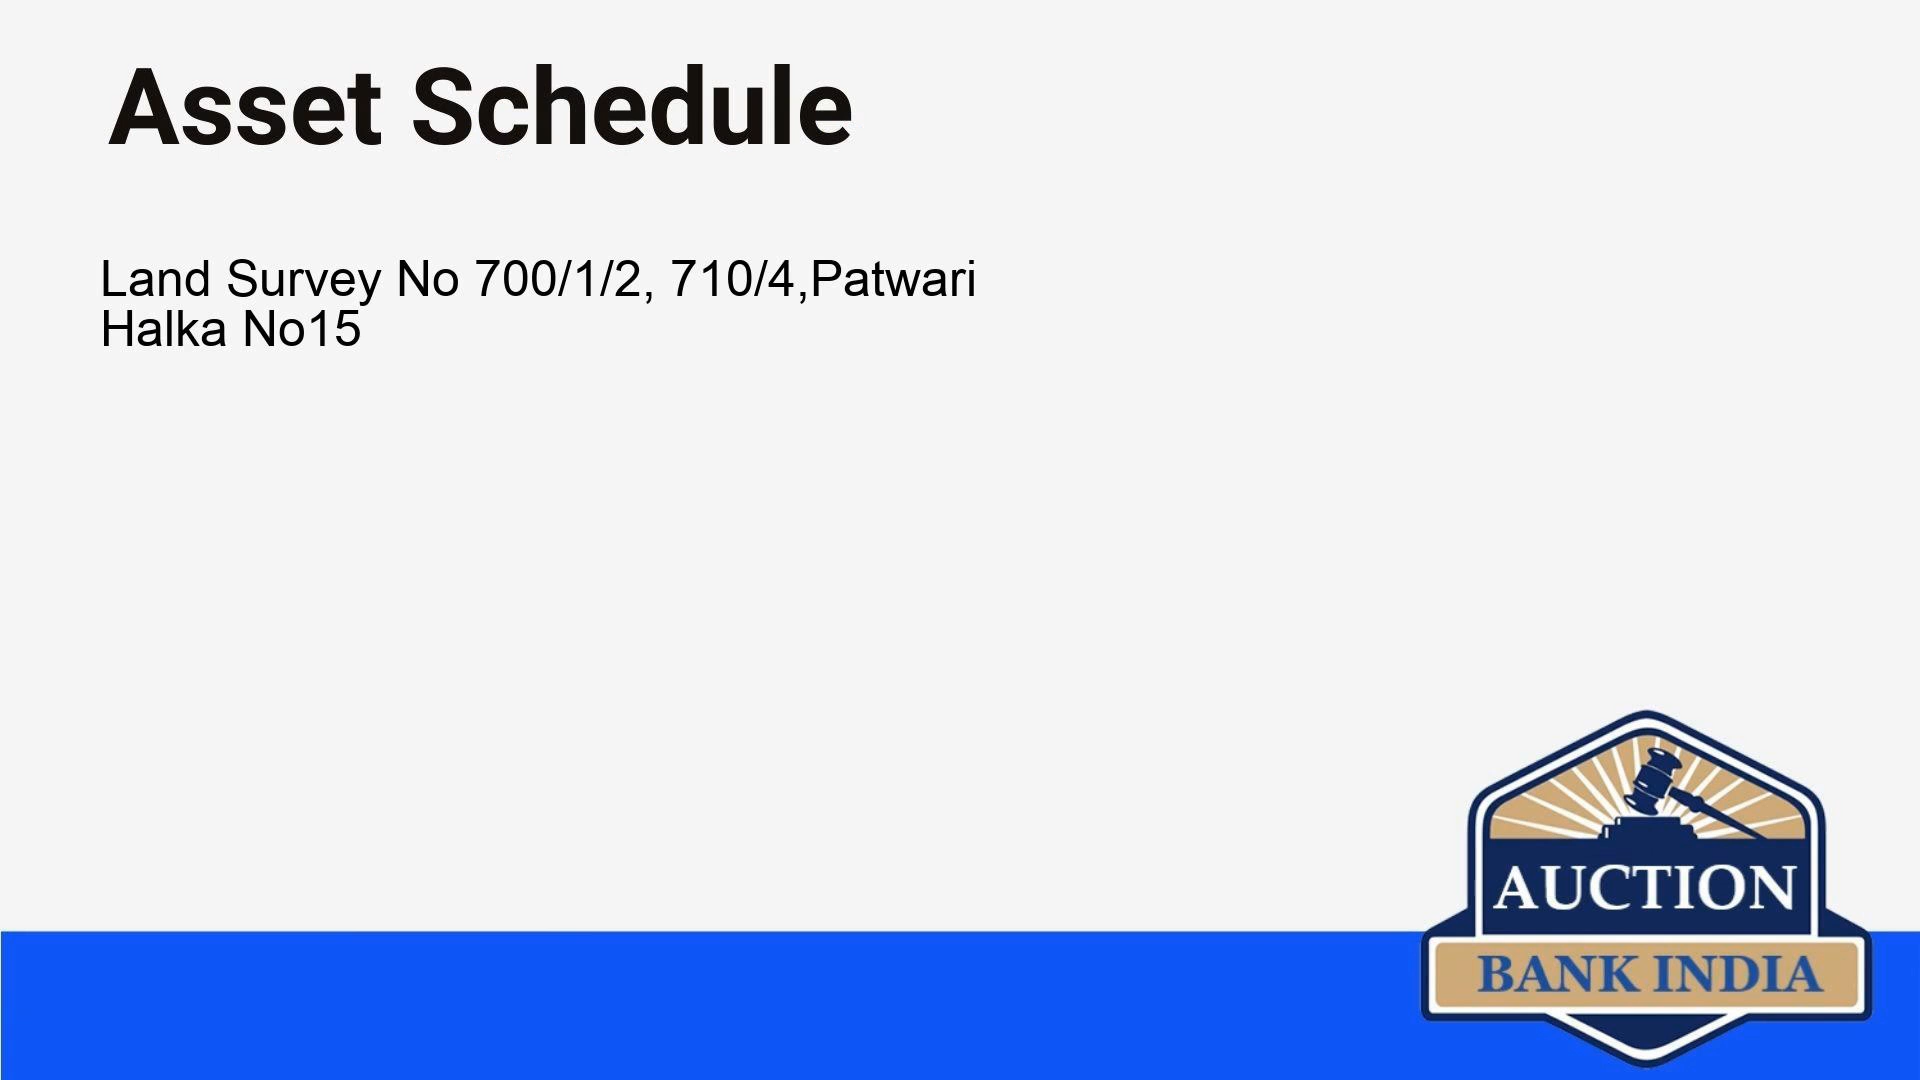 Asset Schedule
Land Survey No 700/1/2, 710/4,Patwari
Halka No15
AUCTION
BANK INDIA